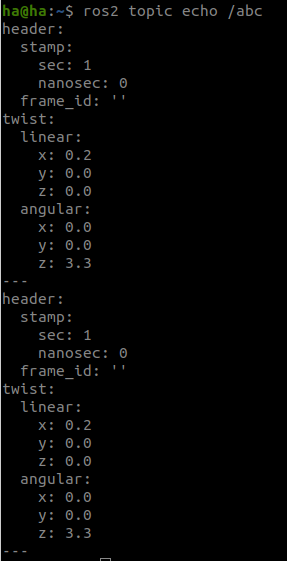 ha@ha:~$ ros2 topic echo /abc
header:
  stamp:
    sec: 1
    nanosec: 0
  frame_id: ''
twist:
  linear:
    x: 0.2
    y: 0.0
    z: 0.0
  angular:
    x: 0.0
    y: 0.0
    z: 3.3
---
header:
  stamp:
    sec: 1
    nanosec: 0
  frame_id: ''
twist:
  linear:
    x: 0.2
    y: 0.0
    z: 0.0
  angular:
    x: 0.0
    y: 0.0
    z: 3.3
---